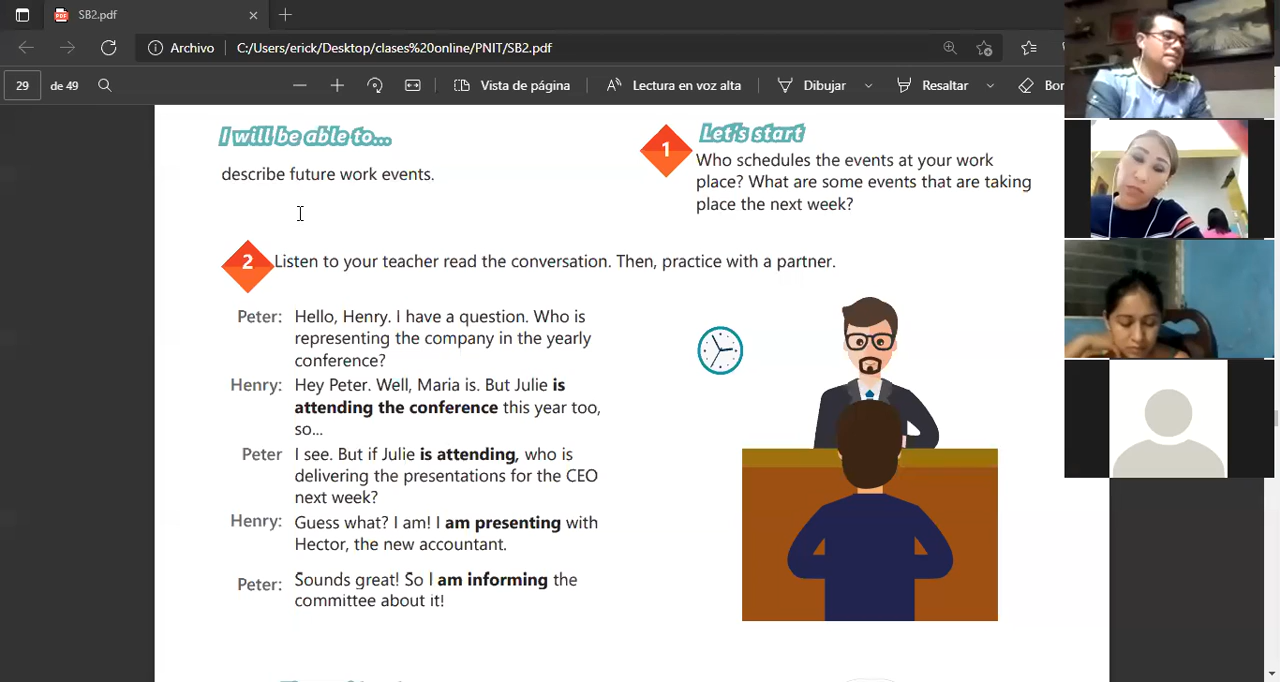 SB2.pdf
Archivo
C:/Users/erick/Desktop/clases%20online/PNIT/SB2.pdf
29 de 49
Vista de página
Lectura en voz alta
Dibujar
Resaltar
Bor
I will be able to...
describe future work events.
1
Let's start
Who schedules the events at your work
place? What are some events that are taking
place the next week?
2
Listen to your teacher read the conversation. Then, practice with a partner.
Peter: Hello, Henry. I have a question. Who is
representing the company in the yearly
conference?
Henry: Hey Peter. Well, Maria is. But Julie is
attending the conference this year too,
so...
Peter I see. But if Julie is attending, who is
delivering the presentations for the CEO
next week?
Henry: Guess what? I am! I am presenting with
Hector, the new accountant.
Peter: Sounds great! So I am informing the
committee about it!